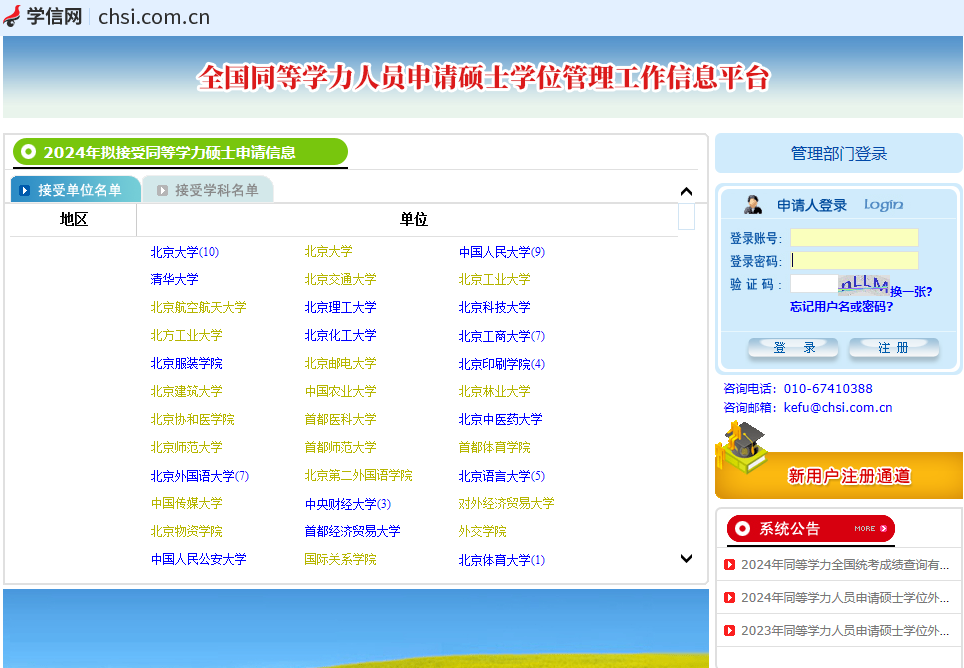 学信网 chsi.com.cn
全国同等学力人员申请硕士学位管理工作信息平台
2024年拟接受同等学力硕士申请信息
接受单位名单 接受学科名单
地区 单位
北京大学(10) 北京大学 中国人民大学(9)
清华大学 北京交通大学 北京工业大学
北京航空航天大学 北京理工大学 北京科技大学
北方工业大学 北京化工大学 北京工商大学(7)
北京服装学院 北京邮电大学 北京印刷学院(4)
北京建筑大学 中国农业大学 北京林业大学
北京协和医学院 首都医科大学 北京中医药大学
北京师范大学 首都师范大学 首都体育学院
北京外国语大学(7) 北京第二外国语学院 北京语言大学(5)
中国传媒大学 中央财经大学(3) 对外经济贸易大学
北京物资学院 首都经济贸易大学 外交学院
中国人民公安大学 国际关系学院 北京体育大学(1)
管理部门登录
申请人登录 Login
登录账号:
登录密码:
验 证 码 : nLLM 换一张?
忘记用户名或密码?
登 录 注 册
咨询电话: 010-67410388
咨询邮箱: kefu@chsi.com.cn
新用户注册通道
系统公告 MORE
2024年同等学力全国统考成绩查询有...
2024年同等学力人员申请硕士学位外...
2023年同等学力人员申请硕士学位外...